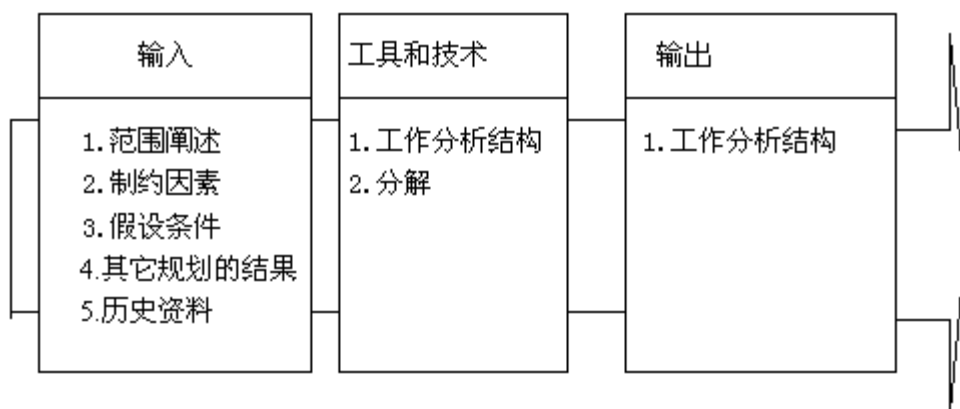 输入
1.范围阐述
2.制约因素
3.假设条件
4.其它规划的结果
5.历史资料
工具和技术
1.工作分析结构
2.分解
输出
1.工作分析结构